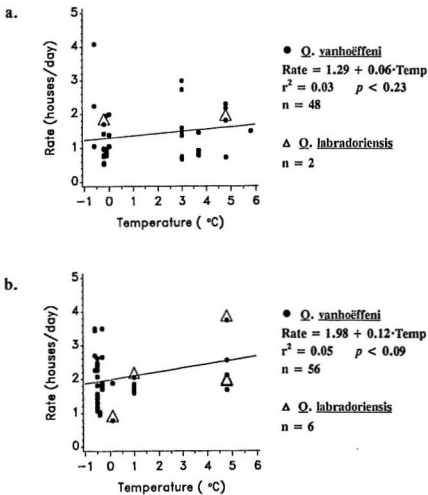 a.
5
4
3
2
1
0
Rate (houses/day)
-1 0 1 2 3 4 5 6
Temperature ( °C)
● O. vanhoëffeni
Rate = 1.29 + 0.06·Temp
r² = 0.03 p < 0.23
n = 48
△ O. labradoriensis
n = 2
b.
5
4
3
2
1
0
Rate (houses/day)
-1 0 1 2 3 4 5 6
Temperature ( °C)
● O. vanhoëffeni
Rate = 1.98 + 0.12·Temp
r² = 0.05 p < 0.09
n = 56
△ O. labradoriensis
n = 6